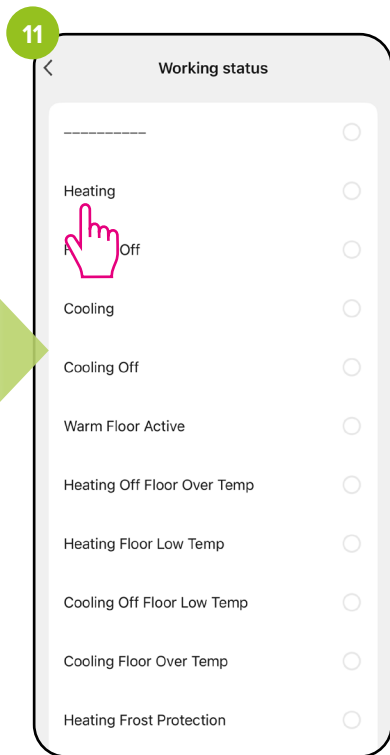 11
Working status
__________
Heating
Off
Cooling
Cooling Off
Warm Floor Active
Heating Off Floor Over Temp
Heating Floor Low Temp
Cooling Off Floor Low Temp
Cooling Floor Over Temp
Heating Frost Protection